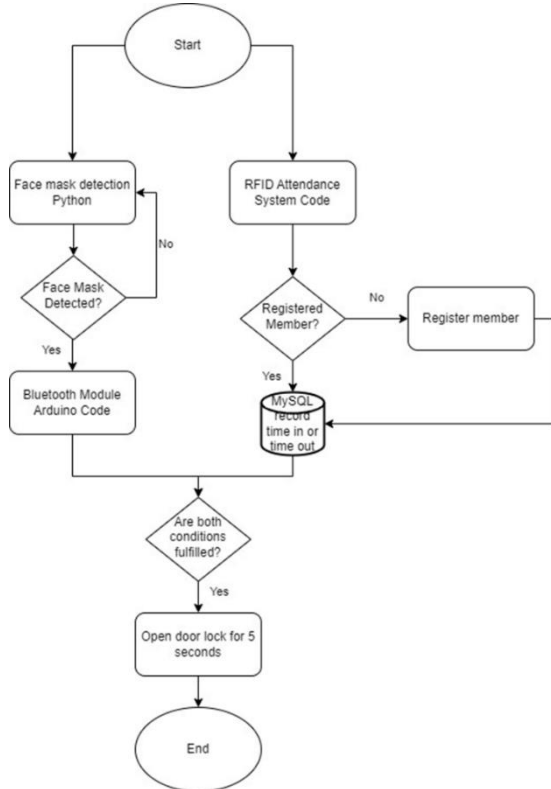 Start
Face mask detection
Python
RFID Attendance
System Code
No
Face Mask
Detected?
Registered
Member?
No
Register member
Yes
Yes
Bluetooth Module
Arduino Code
MySQL
record
time in or
time out
Are both
conditions
fulfilled?
Yes
Open door lock for 5
seconds
End